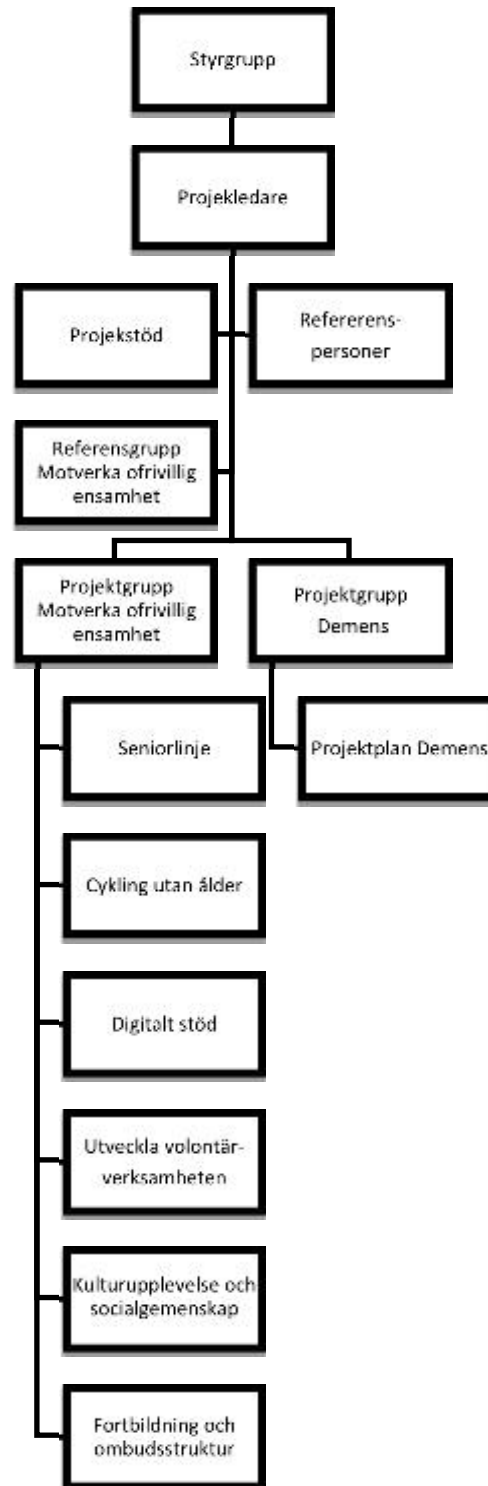 Styrgrupp
Projekledare
Projekstöd
Refererens-
personer
Referensgrupp
Motverka ofrivillig
ensamhet
Projektgrupp
Motverka ofrivillig
ensamhet
Projektgrupp
Demens
Seniorlinje
Projektplan Demens
Cykling utan ålder
Digitalt stöd
Utveckla volontär-
verksamheten
Kulturupplevelse och
socialgemenskap
Fortbildning och
ombudsstruktur